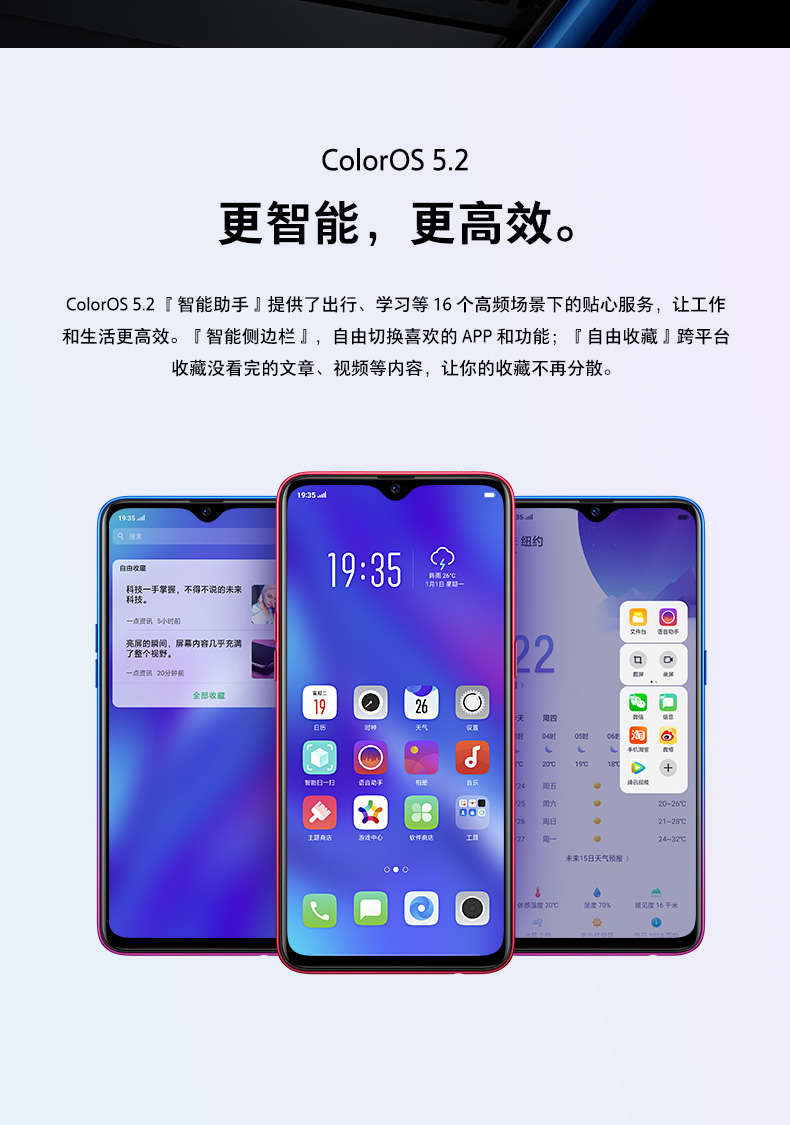 ColorOS 5.2
更智能，更高效。
ColorOS 5.2『智能助手』提供了出行、学习等 16 个高频场景下的贴心服务，让工作
和生活更高效。『智能侧边栏』，自由切换喜欢的 APP 和功能；『自由收藏』跨平台
收藏没看完的文章、视频等内容，让你的收藏不再分散。
19:35
搜索
自由收藏
科技一手掌握，不得不说的未来
科技。
一点资讯 5小时前
亮屏的瞬间，屏幕内容几乎充满
了整个视野。
一点资讯 20分钟前
全部收藏
19:35
19:35
阵雨 26°C
1月1日 星期一
星期二
19
26
日历 时钟 天气 设置
智能扫一扫 语音助手 相册 音乐
主题商店 游戏中心 软件商店 工具
纽约
文件台 语音助手
截屏 录屏
微信 信息
淘
手机淘宝 微博
腾讯视频
22
周四
04时 05时
20°C 19°C
周五
周六 20~26°C
周日 21~28°C
周一 24~32°C
未来15日天气预报 〉
体感温度 20°C 湿度 70% 能见度 16 千米